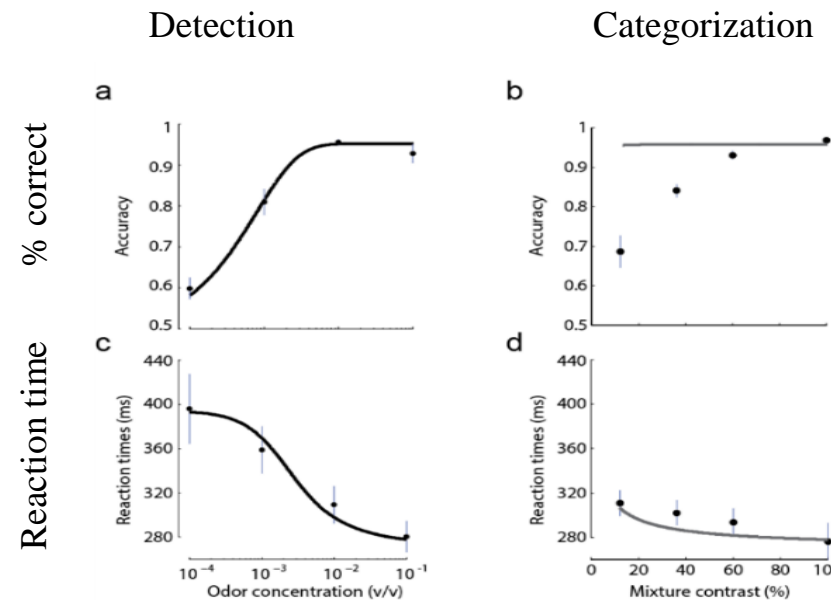 Detection
Categorization
% correct
Reaction time
a
Accuracy
1
0.9
0.8
0.7
0.6
0.5
b
Accuracy
1
0.9
0.8
0.7
0.6
0.5
c
Reaction times (ms)
440
400
360
320
280
10⁻⁴ 10⁻³ 10⁻² 10⁻¹
Odor concentration (v/v)
d
Reaction times (ms)
440
400
360
320
280
0 20 40 60 80 100
Mixture contrast (%)